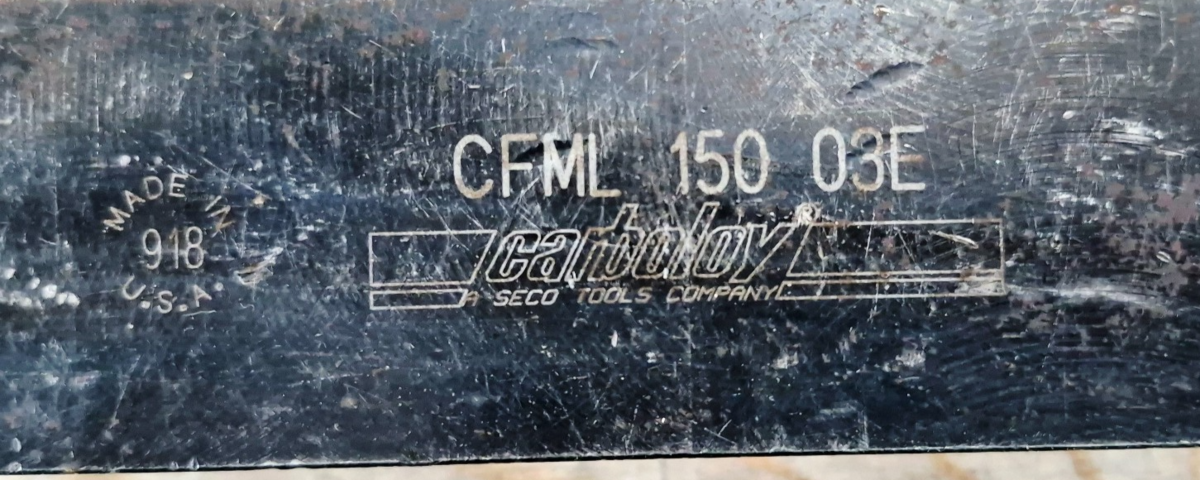 CFML 150 03E
MADE IN
918
U.S.A.
carboloy®
A SECO TOOLS COMPANY